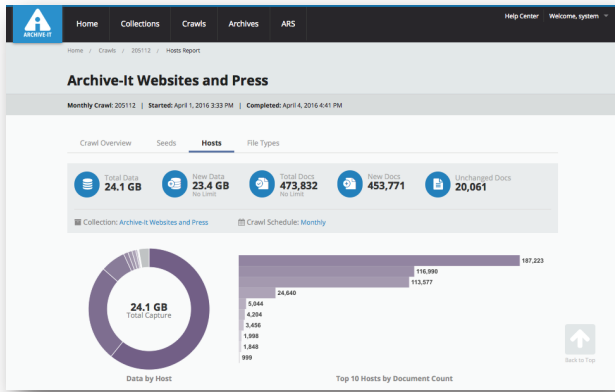 Home Collections Crawls Archives ARS Help Center Welcome, system
ARCHIVE-IT
Home / Crawls / 205112 / Hosts Report
Archive-It Websites and Press
Monthly Crawl: 205112 | Started: April 1, 2016 3:33 PM | Completed: April 4, 2016 4:41 PM
Crawl Overview Seeds Hosts File Types
Total Data New Data Total Docs New Docs Unchanged Docs
24.1 GB 23.4 GB 473,832 453,771 20,061
No Limit No Limit
Collection: Archive-It Websites and Press Crawl Schedule: Monthly
187,223
116,990
113,577
24,640
5,044
4,204
3,456
1,998
1,848
999
24.1 GB
Total Capture
Back to Top
Data by Host Top 10 Hosts by Document Count